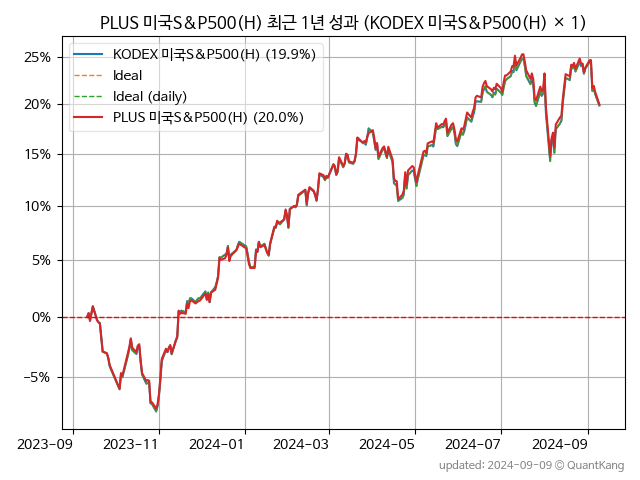 PLUS 미국S&P500(H) 최근 1년 성과 (KODEX 미국S&P500(H) × 1)
KODEX 미국S&P500(H) (19.9%)
Ideal
Ideal (daily)
PLUS 미국S&P500(H) (20.0%)
25%
20%
15%
10%
5%
0%
−5%
2023-09 2023-11 2024-01 2024-03 2024-05 2024-07 2024-09
updated: 2024-09-09 © QuantKang